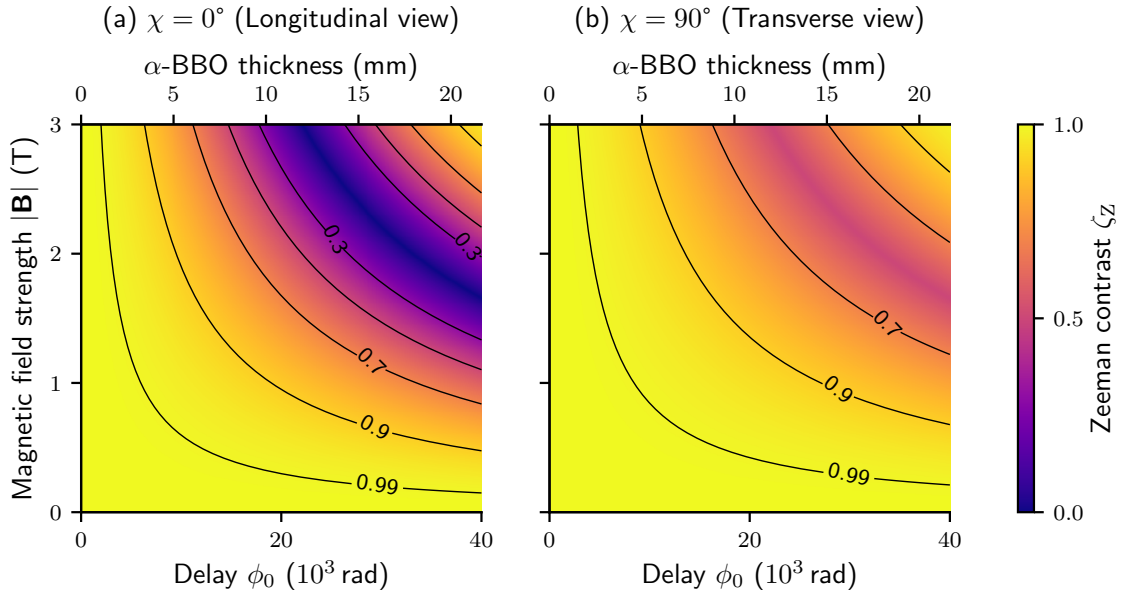 (a) χ = 0° (Longitudinal view)
α-BBO thickness (mm)
0 5 10 15 20
Magnetic field strength |B| (T)
3
2
1
0
0.3
0.3
0.7
0.9
0.99
0 20 40
Delay ϕ₀ (10³ rad)
(b) χ = 90° (Transverse view)
α-BBO thickness (mm)
0 5 10 15 20
0.7
0.9
0.99
0 20 40
Delay ϕ₀ (10³ rad)
1.0
0.5
0.0
Zeeman contrast ζ_Z